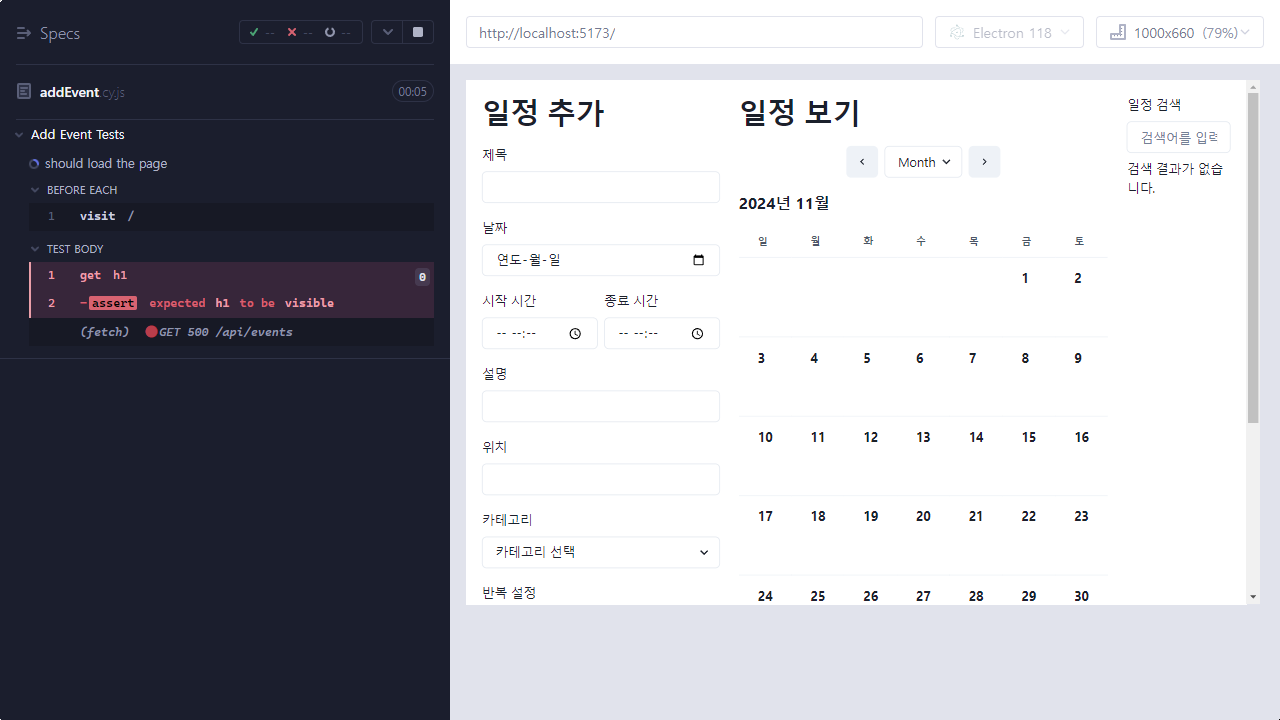 Specs
-- -- --
addEvent.cy.js
00:05
Add Event Tests
should load the page
BEFORE EACH
1 visit /
TEST BODY
1 get h1 0
2 -assert expected h1 to be visible
(fetch) GET 500 /api/events
http://localhost:5173/
Electron 118
1000x660 (79%)
일정 추가
제목
날짜
연도-월-일
시작 시간 종료 시간
-- --:-- -- --:--
설명
위치
카테고리
카테고리 선택
반복 설정
일정 보기
Month
2024년 11월
일 월 화 수 목 금 토
1 2
3 4 5 6 7 8 9
10 11 12 13 14 15 16
17 18 19 20 21 22 23
24 25 26 27 28 29 30
일정 검색
검색어를 입력
검색 결과가 없습
니다.